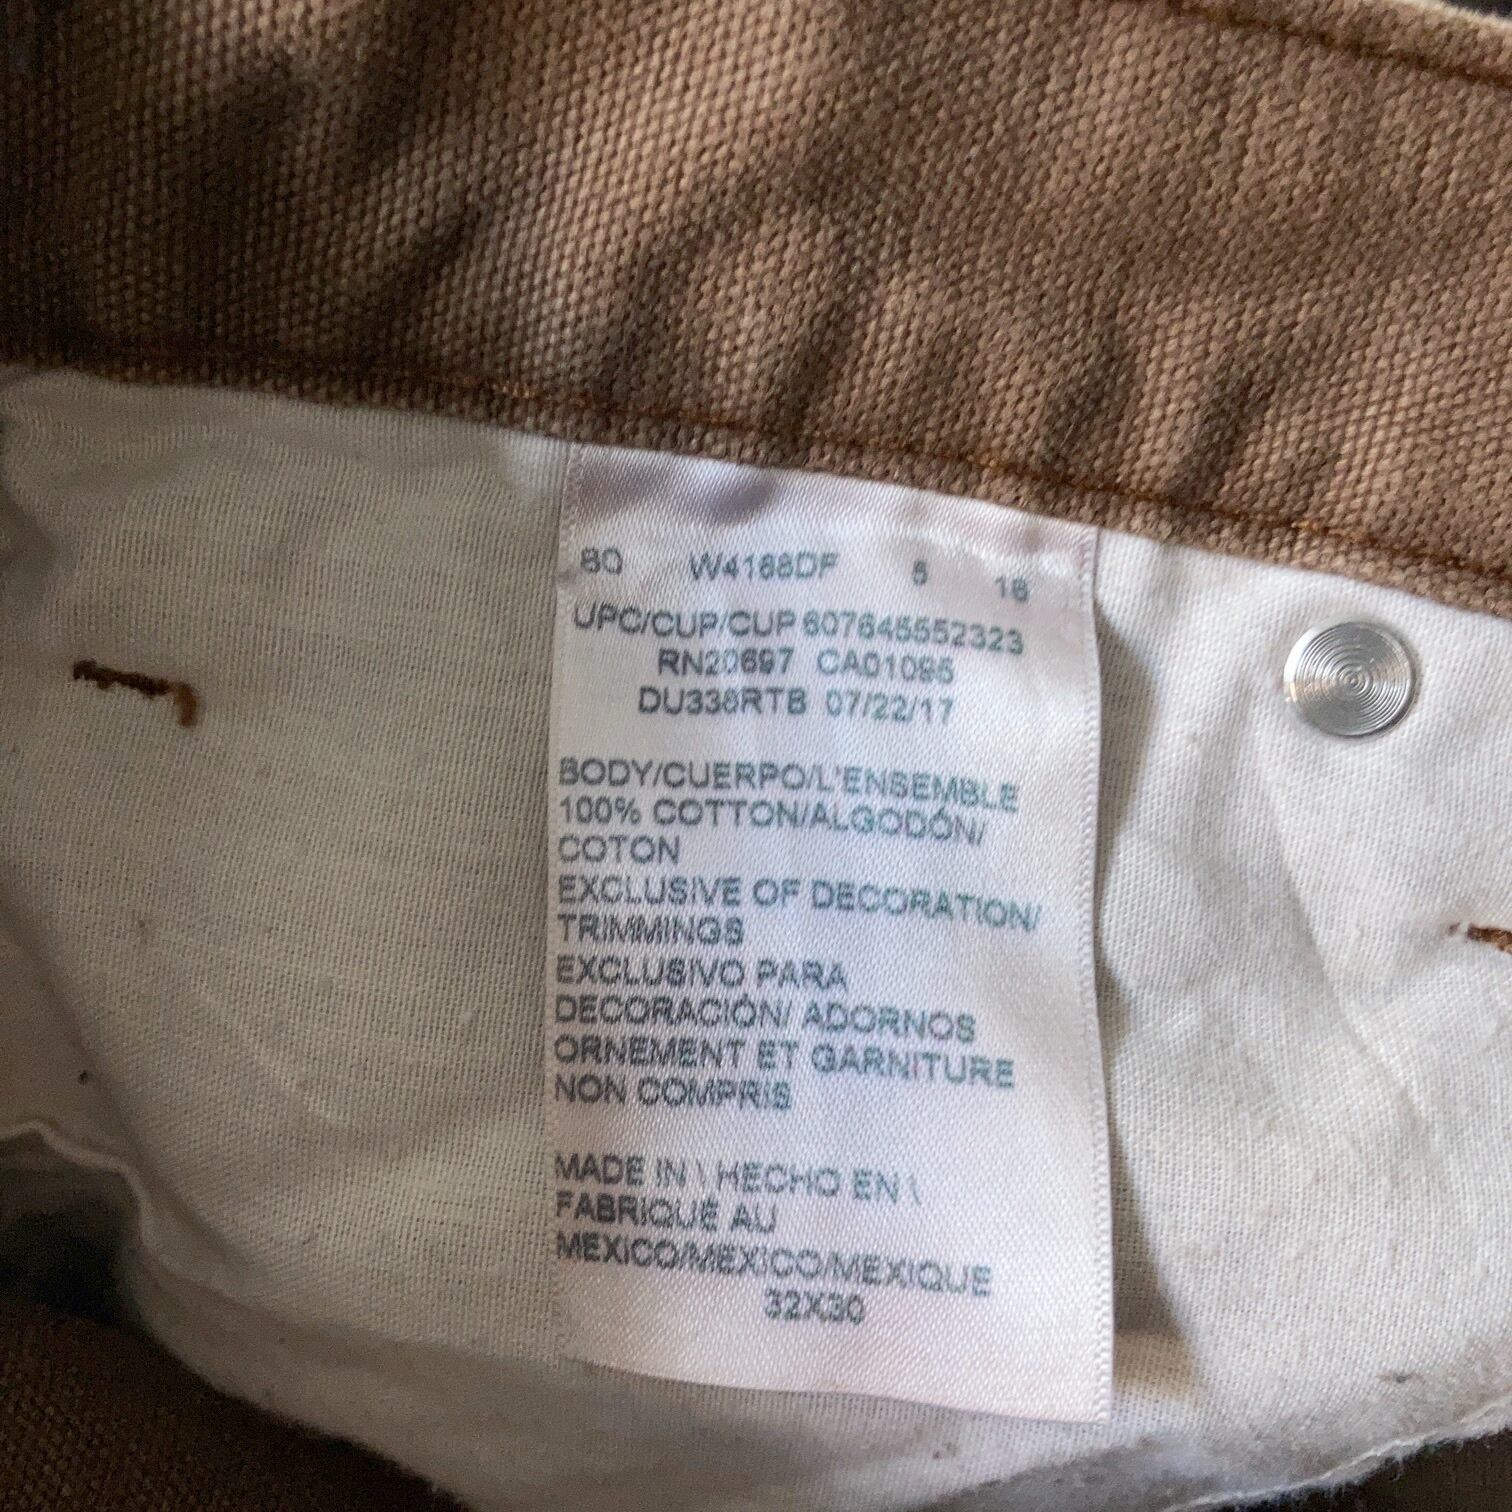 80 W4168DF 5 16
UPC/CUP/CUP 607645552323
RN20697 CA01095
DU336RTB 07/22/17
BODY/CUERPO/L'ENSEMBLE
100% COTTON/ALGODÓN/
COTON
EXCLUSIVE OF DECORATION/
TRIMMINGS
EXCLUSIVO PARA
DECORACIÓN/ ADORNOS
ORNEMENT ET GARNITURE
NON COMPRIS
MADE IN \ HECHO EN \
FABRIQUÉ AU
MEXICO/MEXICO/MEXIQUE
32X30